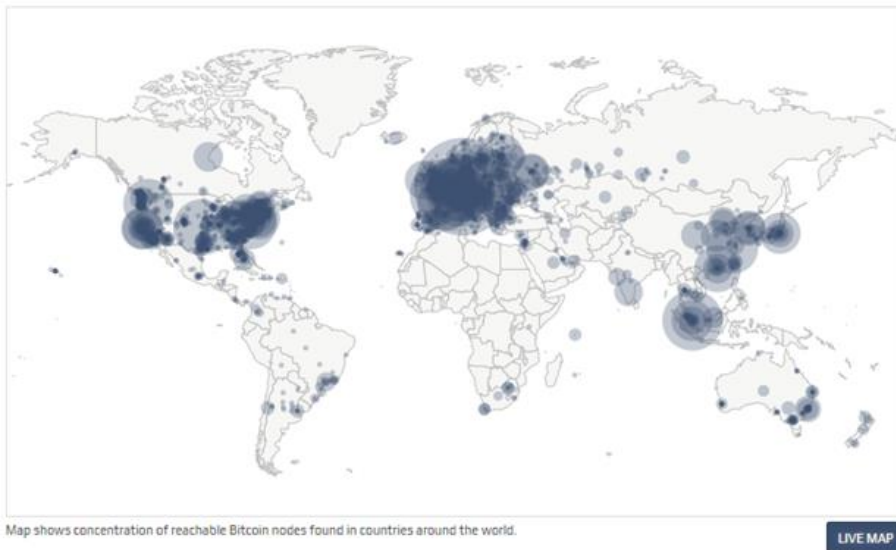 Map shows concentration of reachable Bitcoin nodes found in countries around the world.
LIVE MAP